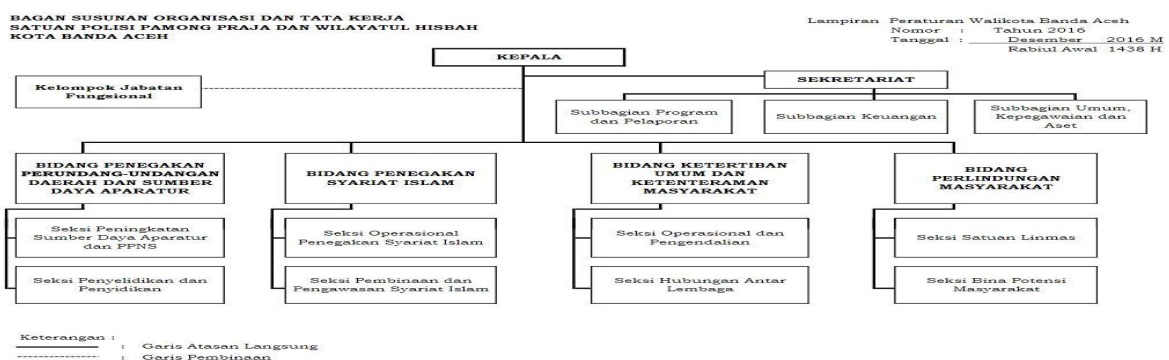 BAGAN SUSUNAN ORGANISASI DAN TATA KERJA
SATUAN POLISI PAMONG PRAJA DAN WILAYATUL HISBAH
KOTA BANDA ACEH
Lampiran Peraturan Walikota Banda Aceh
Nomor : Tahun 2016
Tanggal : Desember 2016 M
Rabiul Awal 1438 H
KEPALA
Kelompok Jabatan
Fungsional
SEKRETARIAT
Subbagian Program
dan Pelaporan
Subbagian Keuangan
Subbagian Umum,
Kepegawaian dan
Aset
BIDANG PENEGAKAN
PERUNDANG-UNDANGAN
DAERAH DAN SUMBER
DAYA APARATUR
BIDANG PENEGAKAN
SYARIAT ISLAM
BIDANG KETERTIBAN
UMUM DAN
KETENTERAMAN
MASYARAKAT
BIDANG
PERLINDUNGAN
MASYARAKAT
Seksi Peningkatan
Sumber Daya Aparatur
dan PPNS
Seksi Operasional
Penegakan Syariat Islam
Seksi Operasional dan
Pengendalian
Seksi Satuan Linmas
Seksi Penyelidikan dan
Penyidikan
Seksi Pembinaan dan
Pengawasan Syariat Islam
Seksi Hubungan Antar
Lembaga
Seksi Bina Potensi
Masyarakat
Keterangan :
: Garis Atasan Langsung
: Garis Pembinaan